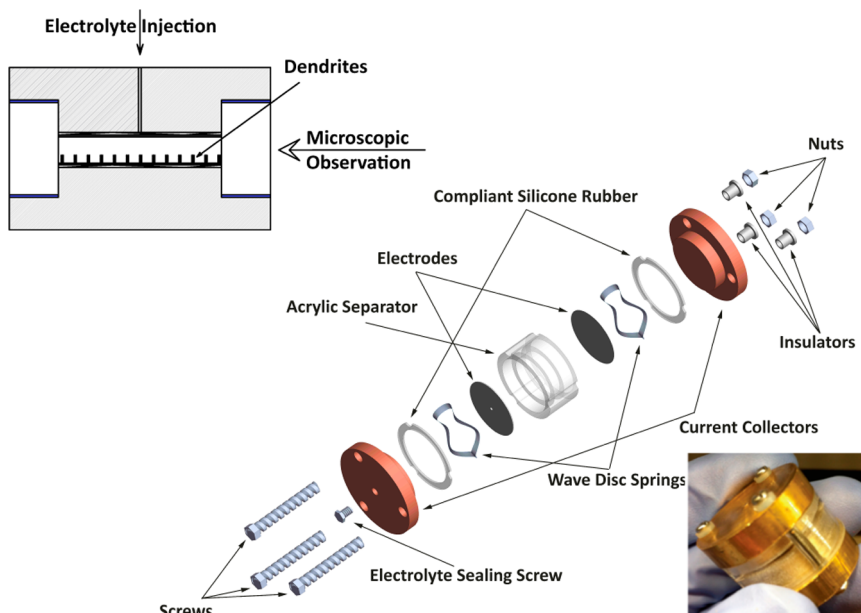 Electrolyte Injection
Dendrites
Microscopic
Observation
Nuts
Compliant Silicone Rubber
Electrodes
Acrylic Separator
Insulators
Current Collectors
Wave Disc Springs
Electrolyte Sealing Screw
Screws